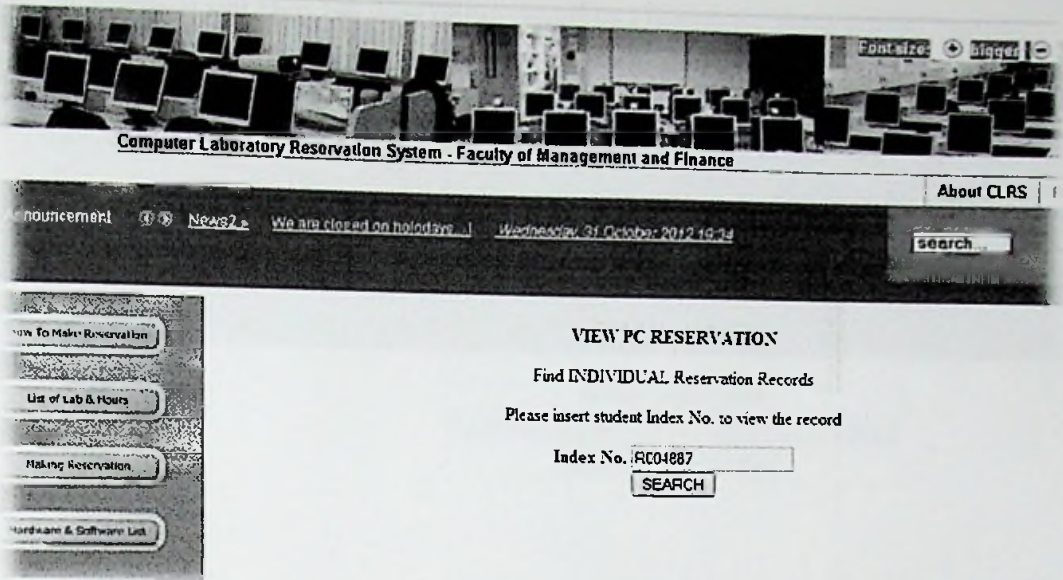 Font size: bigger
Computer Laboratory Reservation System - Faculty of Management and Finance
About CLRS
nnouncement News2 » We are closed on holodays ...! Wednesday, 31 October 2012 19:34
search...
ow To Make Reservation
List of Lab & Hours
Making Reservation
Hardware & Software List
VIEW PC RESERVATION
Find INDIVIDUAL Reservation Records
Please insert student Index No. to view the record
Index No. RC04887
SEARCH